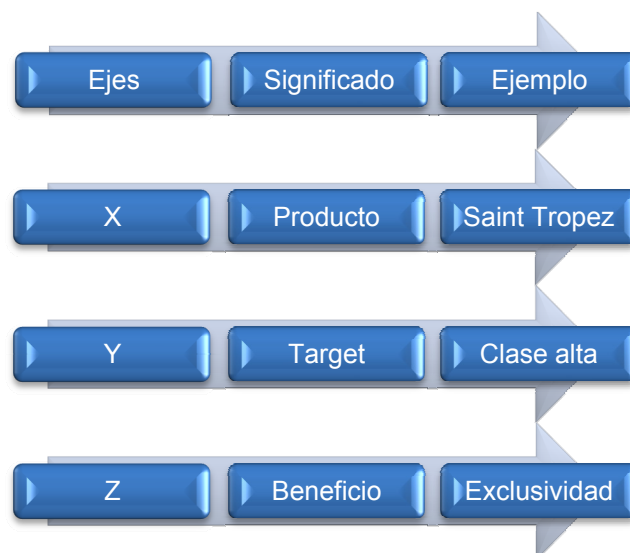 Ejes Significado Ejemplo
X Producto Saint Tropez
Y Target Clase alta
Z Beneficio Exclusividad